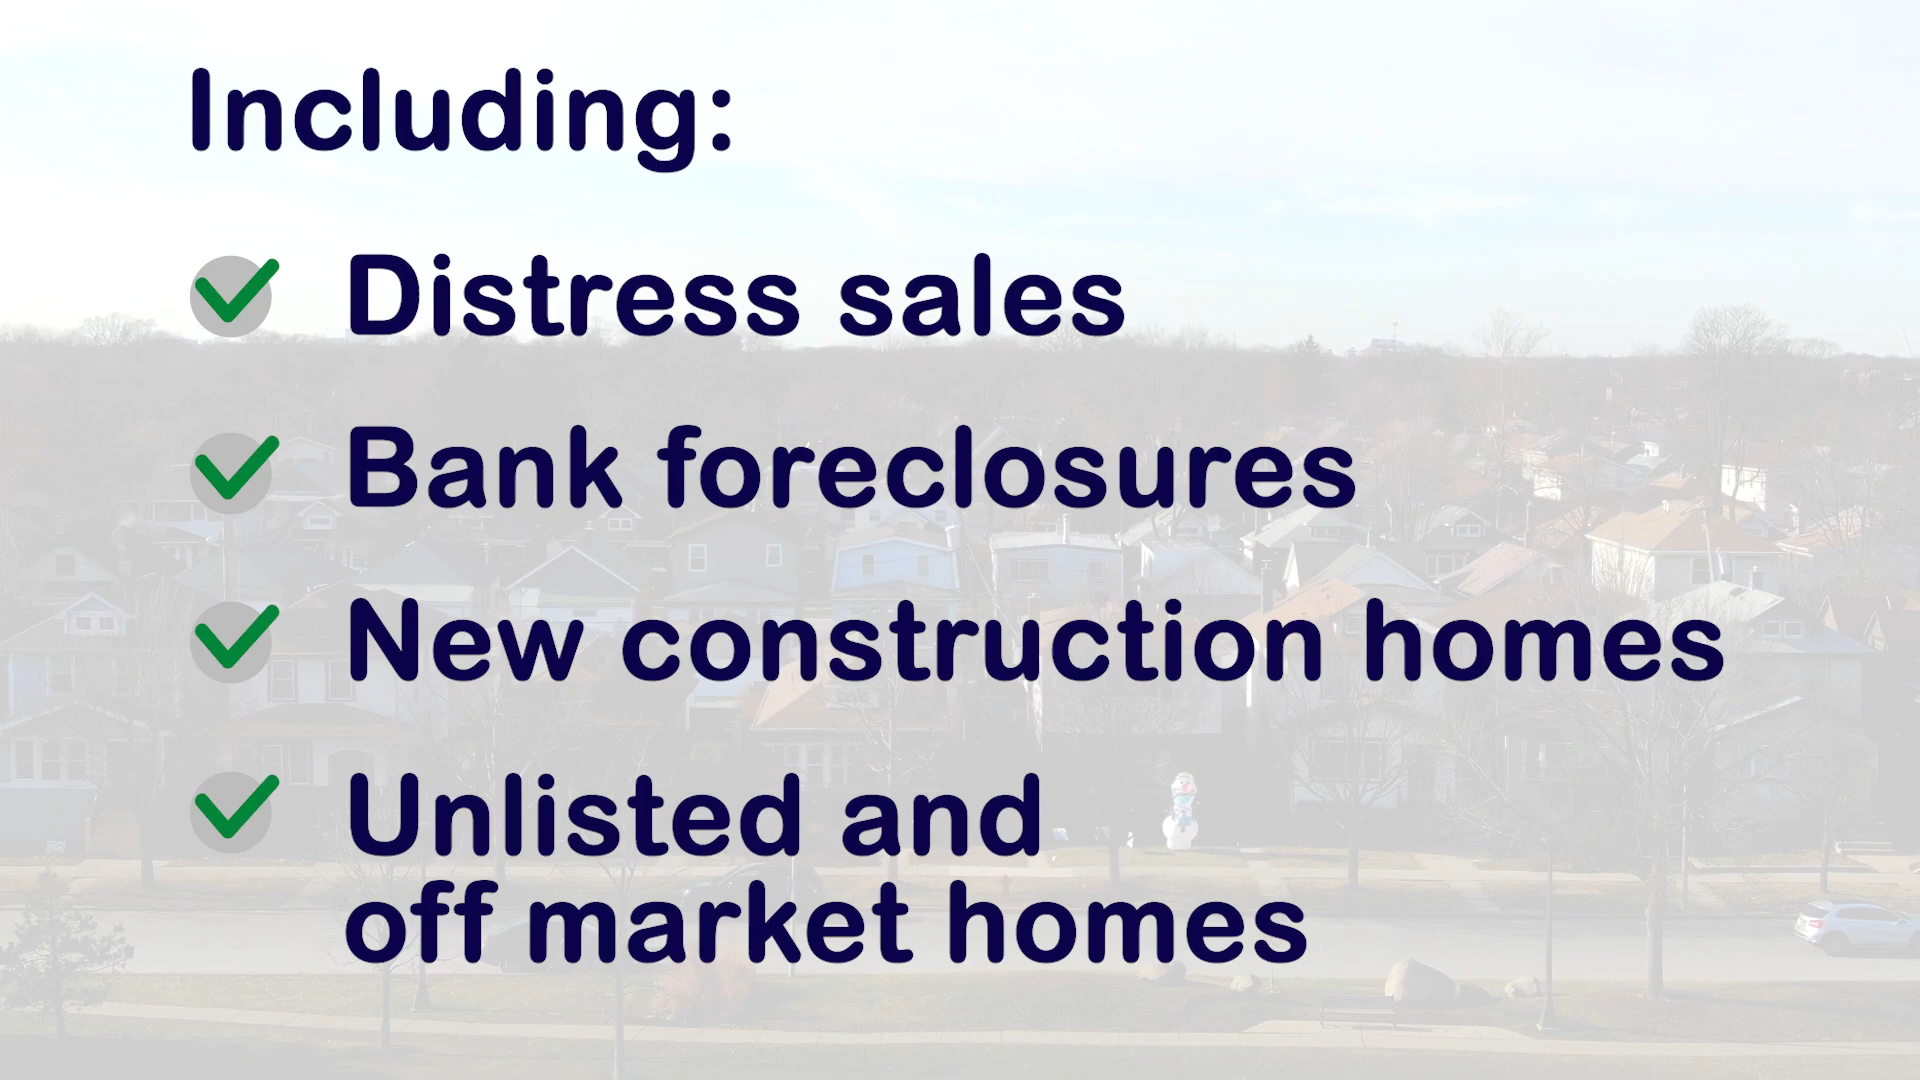 Including:
Distress sales
Bank foreclosures
New construction homes
Unlisted and
off market homes